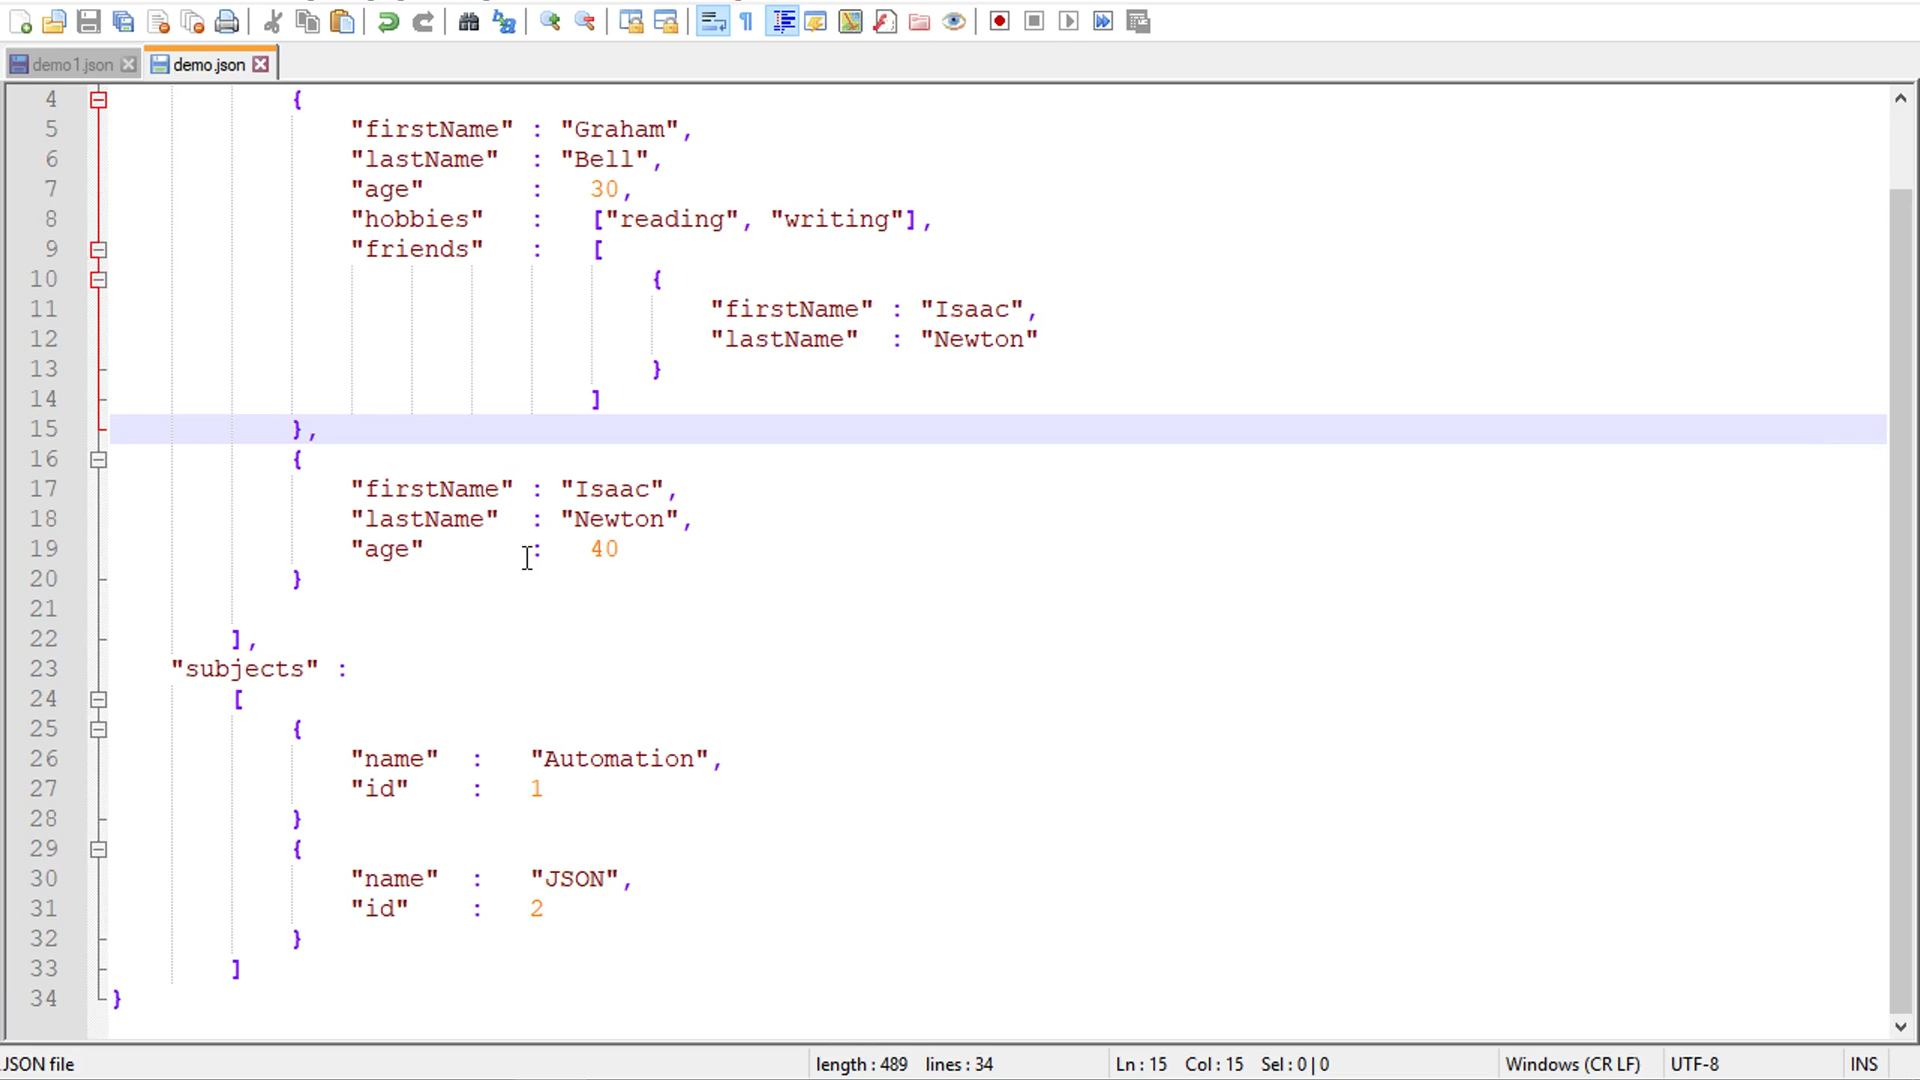 demo1.json demo.json
4 {
5 "firstName" : "Graham",
6 "lastName" : "Bell",
7 "age" : 30,
8 "hobbies" : ["reading", "writing"],
9 "friends" : [
10 {
11 "firstName" : "Isaac",
12 "lastName" : "Newton"
13 }
14 ]
15 },
16 {
17 "firstName" : "Isaac",
18 "lastName" : "Newton",
19 "age" : 40
20 }
21
22 ],
23 "subjects" :
24 [
25 {
26 "name" : "Automation",
27 "id" : 1
28 }
29 {
30 "name" : "JSON",
31 "id" : 2
32 }
33 ]
34 }
JSON file length : 489 lines : 34 Ln : 15 Col : 15 Sel : 0 | 0 Windows (CR LF) UTF-8 INS